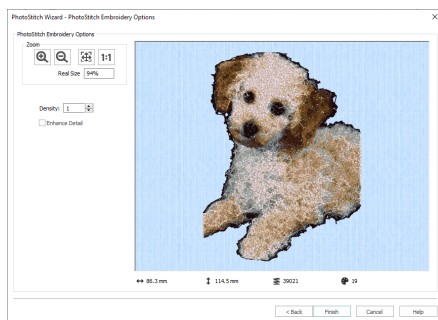 PhotoStitch Wizard - PhotoStitch Embroidery Options
PhotoStitch Embroidery Options
Zoom
1:1
Real Size 94%
Density: 1
Enhance Detail
86.3 mm 114.5 mm 39021 19
< Back Finish Cancel Help